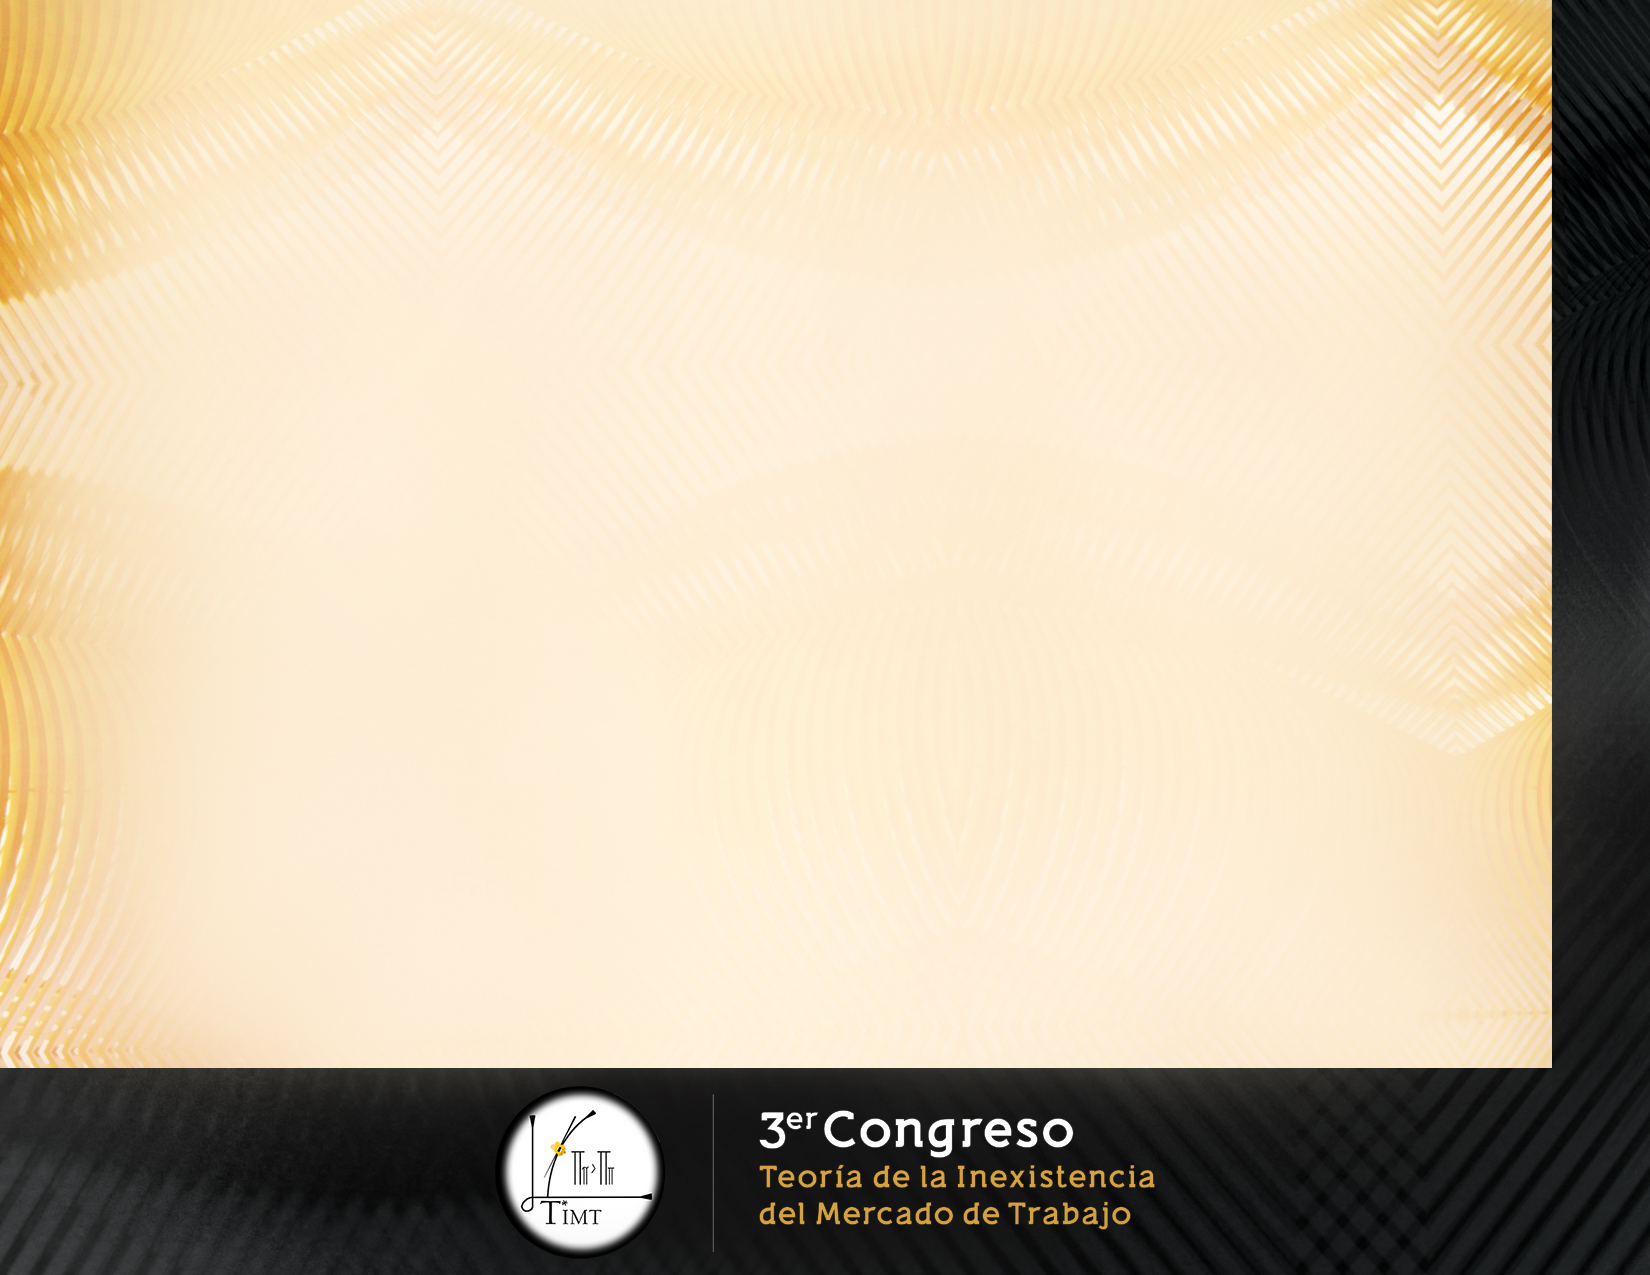 3er Congreso
Teoría de la Inexistencia
del Mercado de Trabajo
TIMT